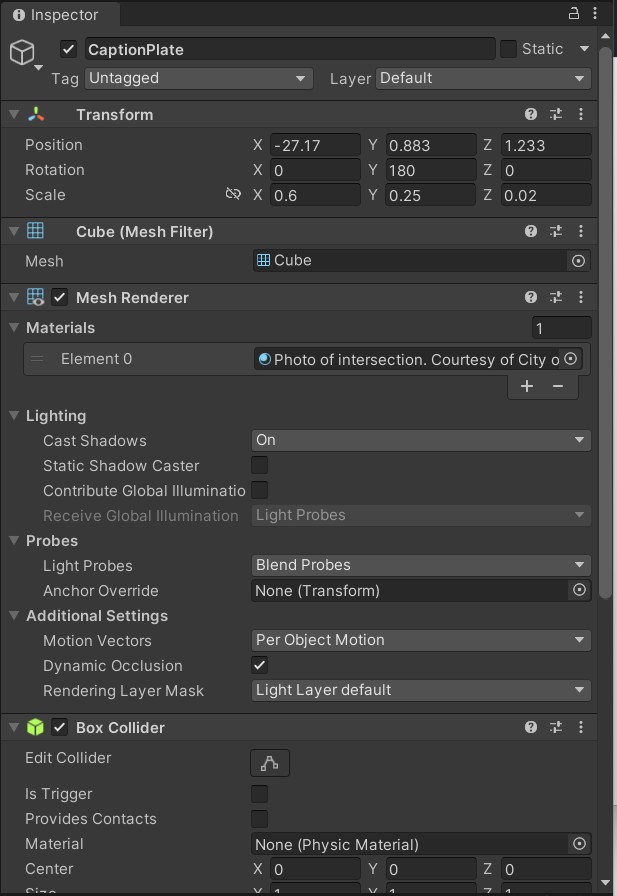 Inspector
CaptionPlate Static
Tag Untagged Layer Default
Transform
Position X -27.17 Y 0.883 Z 1.233
Rotation X 0 Y 180 Z 0
Scale X 0.6 Y 0.25 Z 0.02
Cube (Mesh Filter)
Mesh Cube
Mesh Renderer
Materials 1
Element 0 Photo of intersection. Courtesy of City o
+ −
Lighting
Cast Shadows On
Static Shadow Caster
Contribute Global Illuminatio
Receive Global Illumination Light Probes
Probes
Light Probes Blend Probes
Anchor Override None (Transform)
Additional Settings
Motion Vectors Per Object Motion
Dynamic Occlusion
Rendering Layer Mask Light Layer default
Box Collider
Edit Collider
Is Trigger
Provides Contacts
Material None (Physic Material)
Center X 0 Y 0 Z 0
Size X 1 Y 1 Z 1